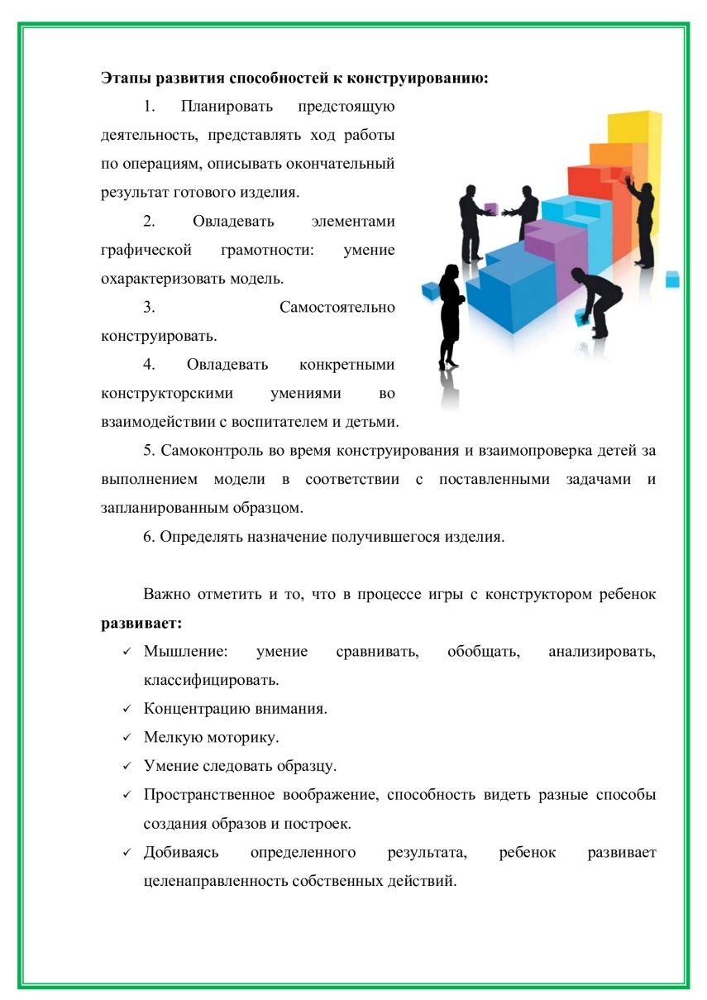 Этапы развития способностей к конструированию:
1. Планировать предстоящую
деятельность, представлять ход работы
по операциям, описывать окончательный
результат готового изделия.
2. Овладевать элементами
графической грамотности: умение
охарактеризовать модель.
3. Самостоятельно
конструировать.
4. Овладевать конкретными
конструкторскими умениями во
взаимодействии с воспитателем и детьми.
5. Самоконтроль во время конструирования и взаимопроверка детей за
выполнением модели в соответствии с поставленными задачами и
запланированным образцом.
6. Определять назначение получившегося изделия.
Важно отметить и то, что в процессе игры с конструктором ребенок
развивает:
✓ Мышление: умение сравнивать, обобщать, анализировать,
классифицировать.
✓ Концентрацию внимания.
✓ Мелкую моторику.
✓ Умение следовать образцу.
✓ Пространственное воображение, способность видеть разные способы
создания образов и построек.
✓ Добиваясь определенного результата, ребенок развивает
целенаправленность собственных действий.